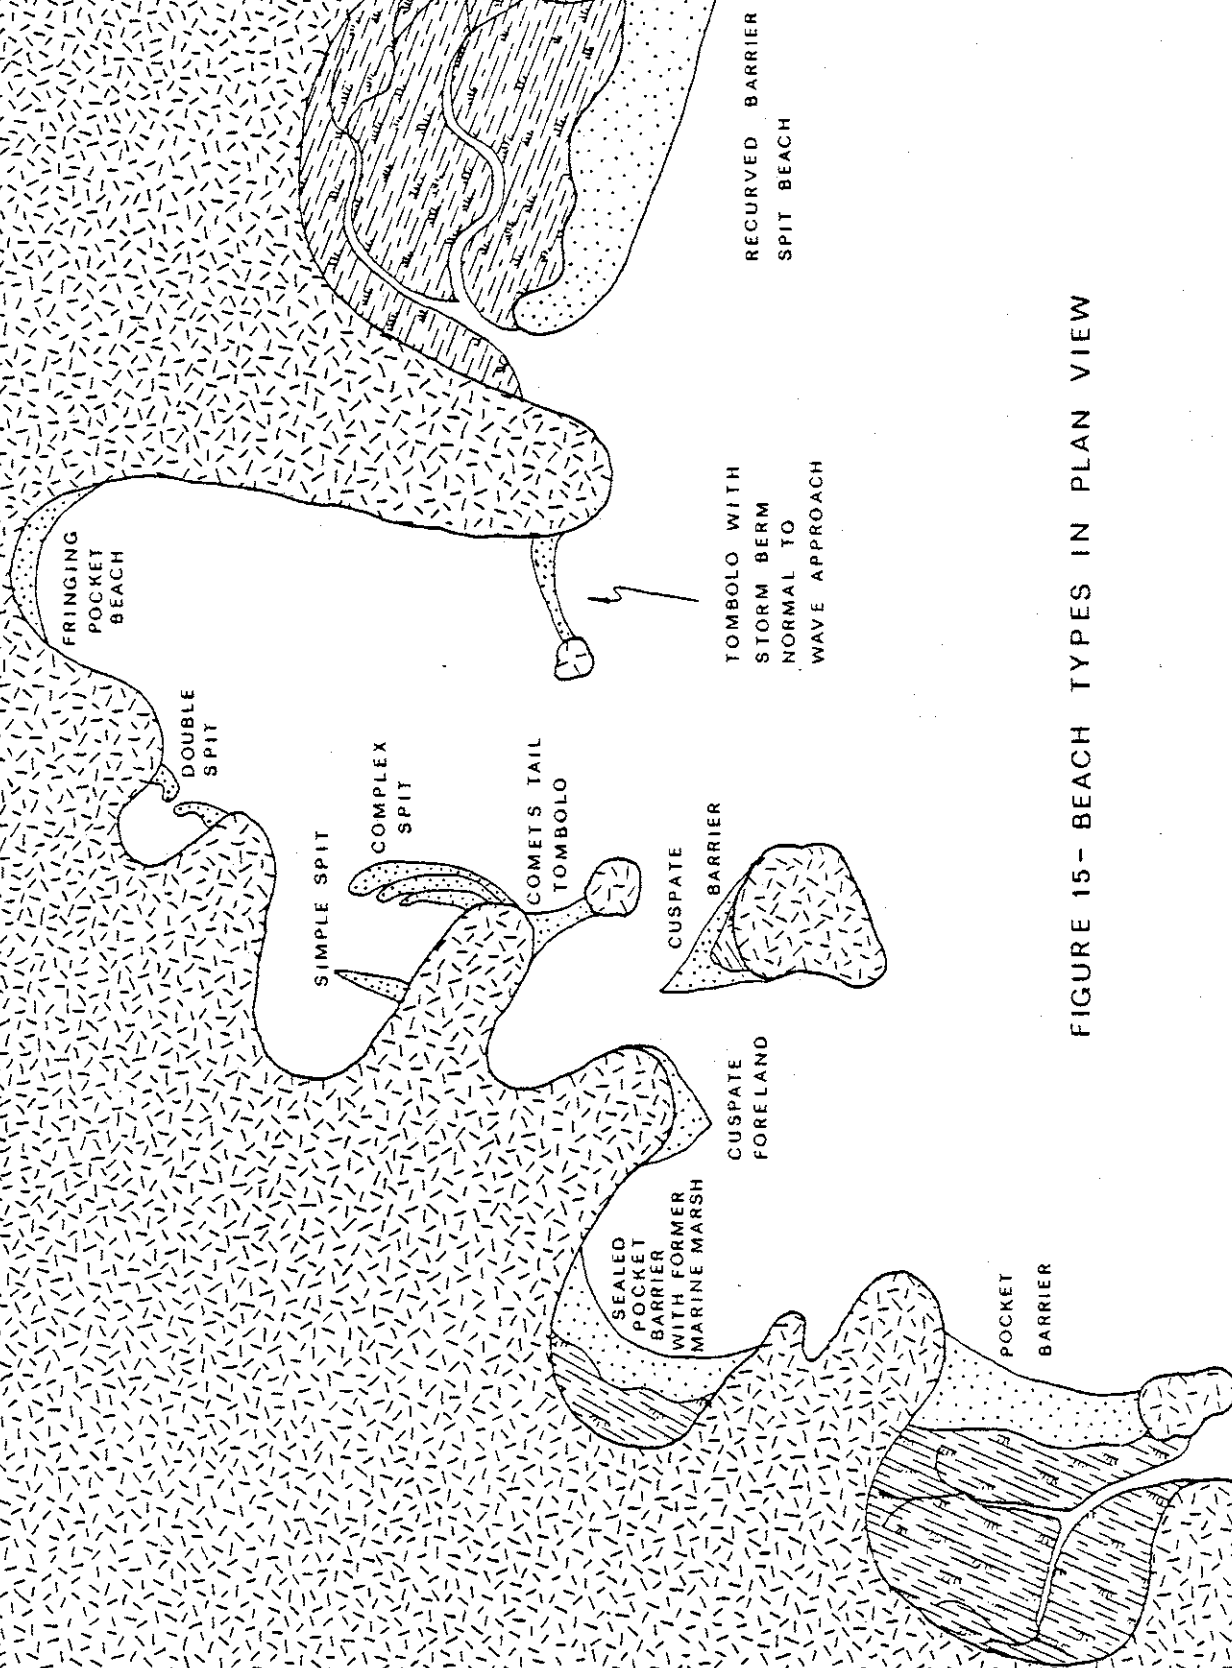 POCKET
BARRIER
SEALED
POCKET
BARRIER
WITH FORMER
MARINE MARSH
CUSPATE
FORELAND
SIMPLE SPIT
COMPLEX
SPIT
COMETS TAIL
TOMBOLO
CUSPATE
BARRIER
DOUBLE
SPIT
FRINGING
POCKET
BEACH
TOMBOLO WITH
STORM BERM
NORMAL TO
WAVE APPROACH
RECURVED BARRIER
SPIT BEACH
FIGURE 15- BEACH TYPES IN PLAN VIEW